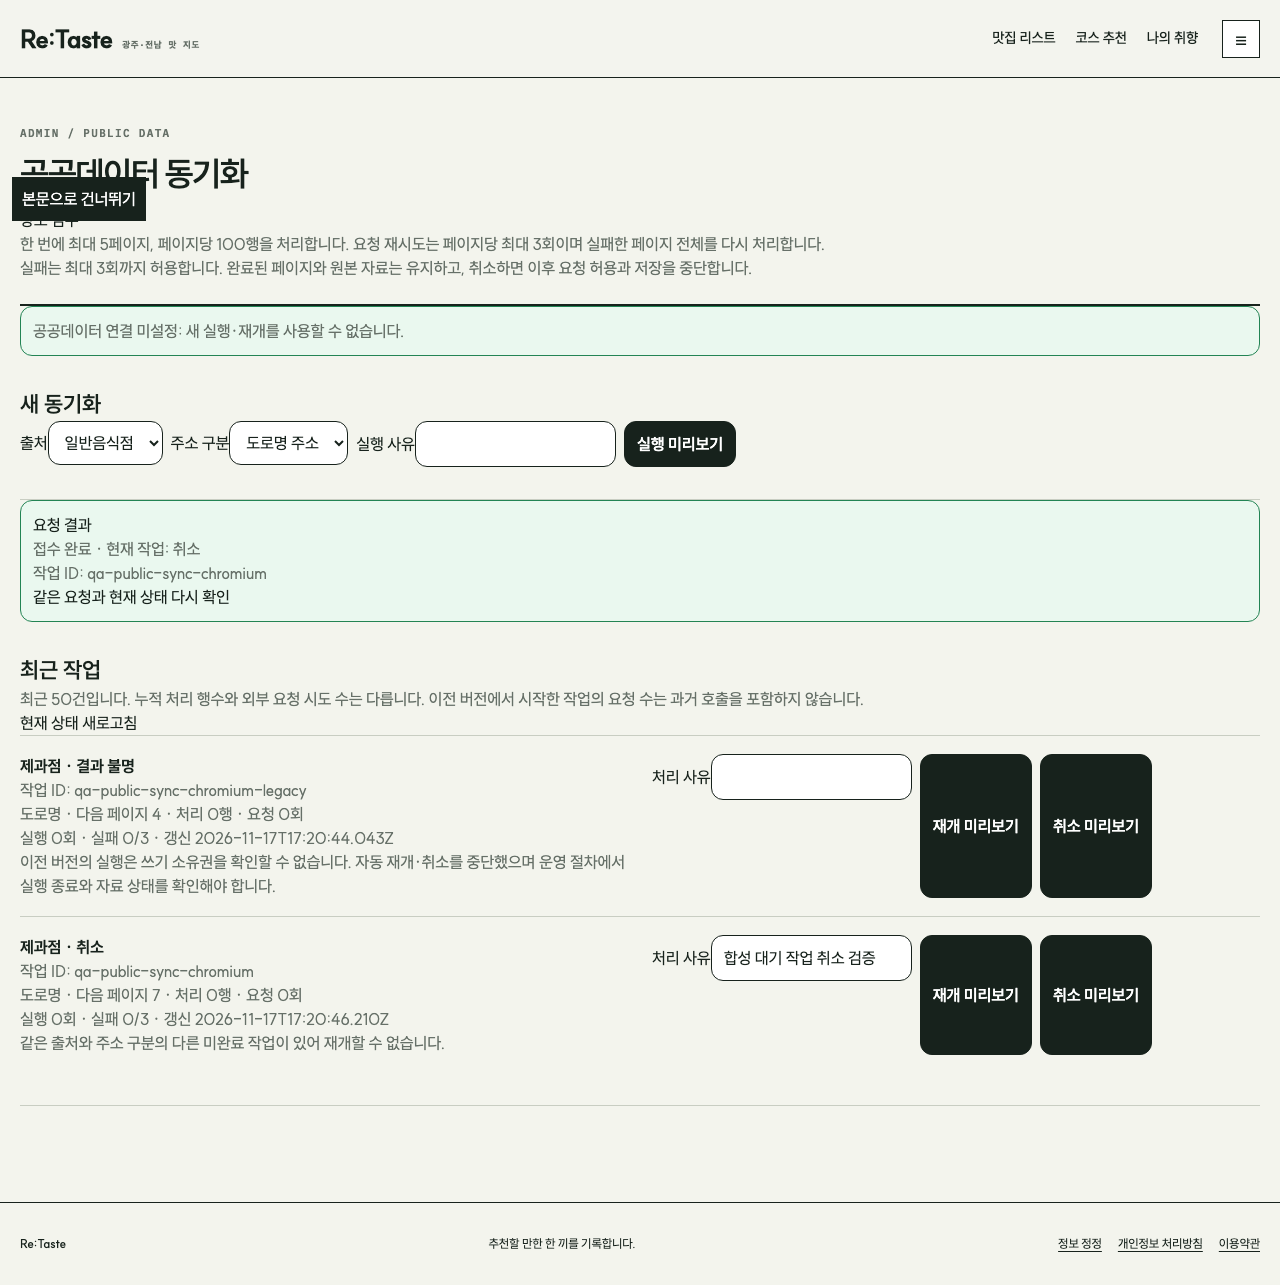 Re:Taste 광주·전남 맛 지도
맛집 리스트 코스 추천 나의 취향
ADMIN / PUBLIC DATA
공공데이터 동기화
본문으로 건너뛰기
한 번에 최대 5페이지, 페이지당 100행을 처리합니다. 요청 재시도는 페이지당 최대 3회이며 실패한 페이지 전체를 다시 처리합니다.
실패는 최대 3회까지 허용합니다. 완료된 페이지와 원본 자료는 유지하고, 취소하면 이후 요청 허용과 저장을 중단합니다.
공공데이터 연결 미설정: 새 실행·재개를 사용할 수 없습니다.
새 동기화
출처 일반음식점 주소 구분 도로명 주소 실행 사유 실행 미리보기
요청 결과
접수 완료 · 현재 작업: 취소
작업 ID: qa-public-sync-chromium
같은 요청과 현재 상태 다시 확인
최근 작업
최근 50건입니다. 누적 처리 행수와 외부 요청 시도 수는 다릅니다. 이전 버전에서 시작한 작업의 요청 수는 과거 호출을 포함하지 않습니다.
현재 상태 새로고침
제과점 · 결과 불명
작업 ID: qa-public-sync-chromium-legacy
도로명 · 다음 페이지 4 · 처리 0행 · 요청 0회
실행 0회 · 실패 0/3 · 갱신 2026-11-17T17:20:44.043Z
이전 버전의 실행은 쓰기 소유권을 확인할 수 없습니다. 자동 재개·취소를 중단했으며 운영 절차에서
실행 종료와 자료 상태를 확인해야 합니다.
처리 사유 재개 미리보기 취소 미리보기
제과점 · 취소
작업 ID: qa-public-sync-chromium
도로명 · 다음 페이지 7 · 처리 0행 · 요청 0회
실행 0회 · 실패 0/3 · 갱신 2026-11-17T17:20:46.210Z
같은 출처와 주소 구분의 다른 미완료 작업이 있어 재개할 수 없습니다.
처리 사유 합성 대기 작업 취소 검증 재개 미리보기 취소 미리보기
Re:Taste
추천할 만한 한 끼를 기록합니다.
정보 정정 개인정보 처리방침 이용약관